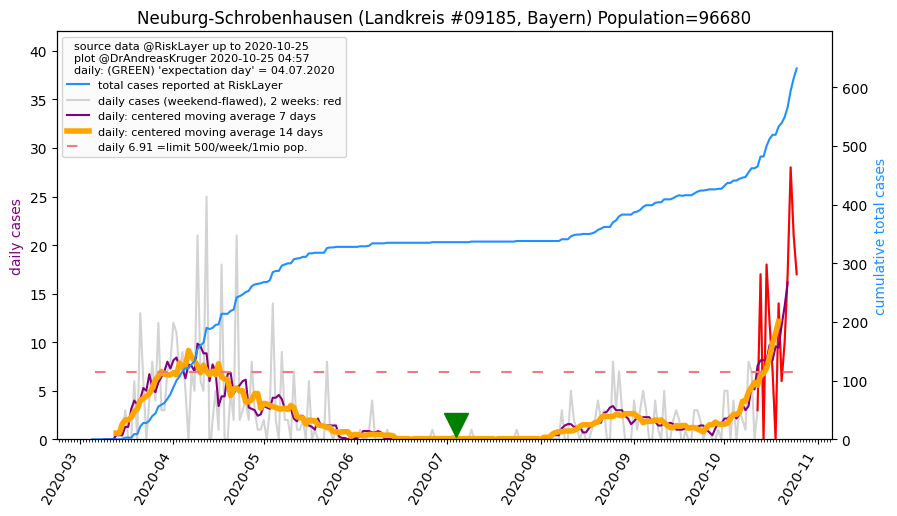 Neuburg-Schrobenhausen (Landkreis #09185, Bayern) Population=96680
source data @RiskLayer up to 2020-10-25
plot @DrAndreasKruger 2020-10-25 04:57
daily: (GREEN) 'expectation day' = 04.07.2020
total cases reported at RiskLayer
daily cases (weekend-flawed), 2 weeks: red
daily: centered moving average 7 days
daily: centered moving average 14 days
daily 6.91 =limit 500/week/1mio pop.
daily cases
40
35
30
25
20
15
10
5
0
cumulative total cases
600
500
400
300
200
100
0
2020-03
2020-04
2020-05
2020-06
2020-07
2020-08
2020-09
2020-10
2020-11